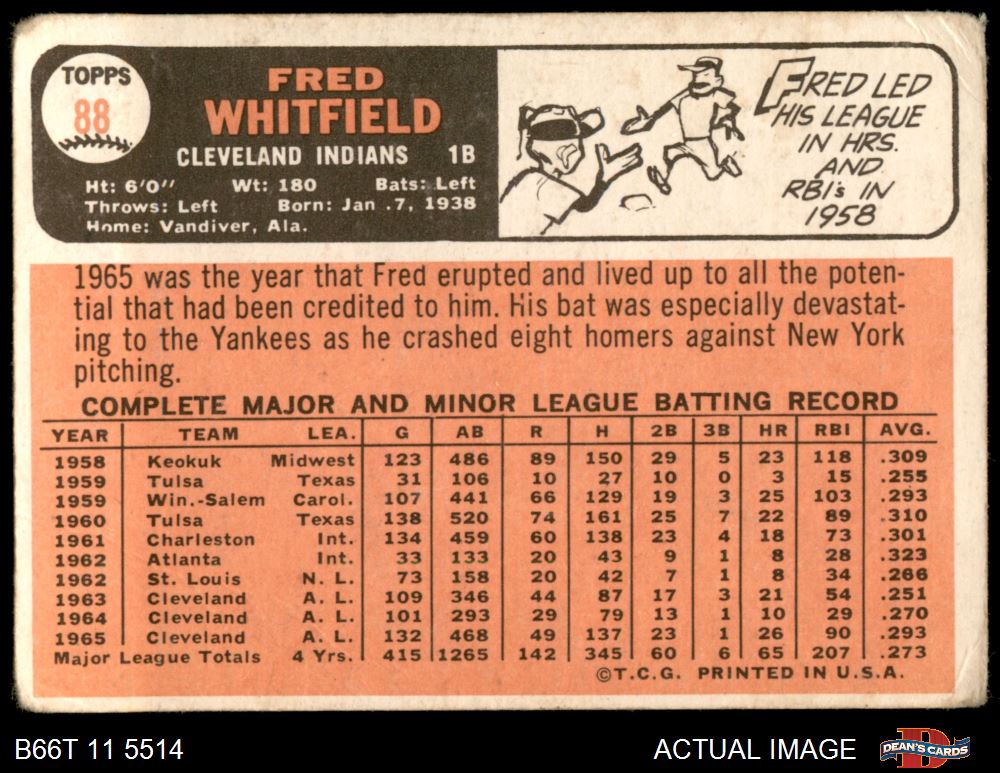 TOPPS
88
FRED
WHITFIELD
CLEVELAND INDIANS 1B
Ht: 6'0" Wt: 180 Bats: Left
Throws: Left Born: Jan .7, 1938
Home: Vandiver, Ala.
FRED LED
HIS LEAGUE
IN HRS.
AND
RBI's IN
1958
1965 was the year that Fred erupted and lived up to all the poten-
tial that had been credited to him. His bat was especially devastat-
ing to the Yankees as he crashed eight homers against New York
pitching.
COMPLETE MAJOR AND MINOR LEAGUE BATTING RECORD
YEAR TEAM LEA. G AB R H 2B 3B HR RBI AVG.
1958 Keokuk Midwest 123 486 89 150 29 5 23 118 .309
1959 Tulsa Texas 31 106 10 27 10 0 3 15 .255
1959 Win.-Salem Carol. 107 441 66 129 19 3 25 103 .293
1960 Tulsa Texas 138 520 74 161 25 7 22 89 .310
1961 Charleston Int. 134 459 60 138 23 4 18 73 .301
1962 Atlanta Int. 33 133 20 43 9 1 8 28 .323
1962 St. Louis N. L. 73 158 20 42 7 1 8 34 .266
1963 Cleveland A. L. 109 346 44 87 17 3 21 54 .251
1964 Cleveland A. L. 101 293 29 79 13 1 10 29 .270
1965 Cleveland A. L. 132 468 49 137 23 1 26 90 .293
Major League Totals 4 Yrs. 415 1265 142 345 60 6 65 207 .273
©T.C.G. PRINTED IN U.S.A.
B66T 11 5514 ACTUAL IMAGE DEAN'S CARDS